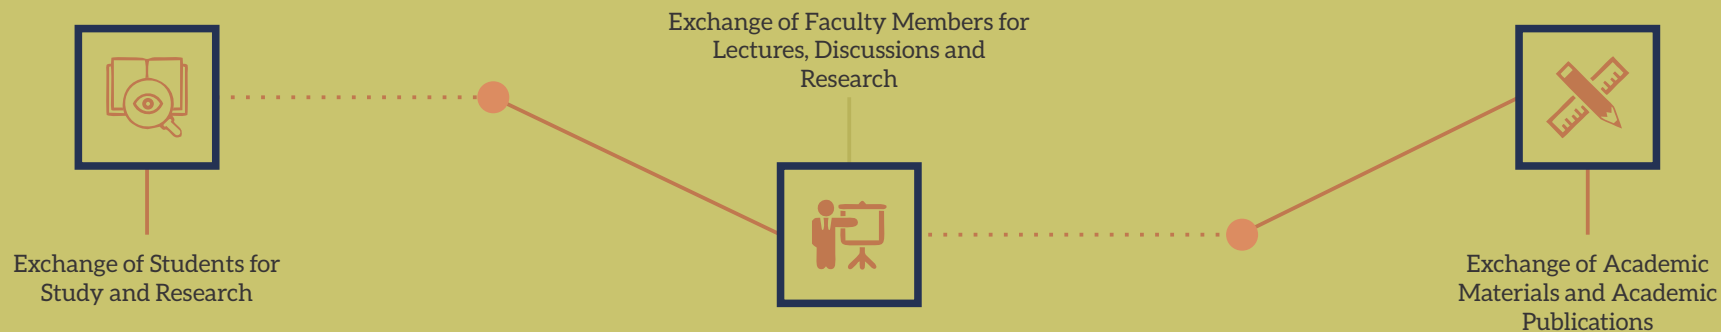 Exchange of Students for
Study and Research
Exchange of Faculty Members for
Lectures, Discussions and
Research
Exchange of Academic
Materials and Academic
Publications